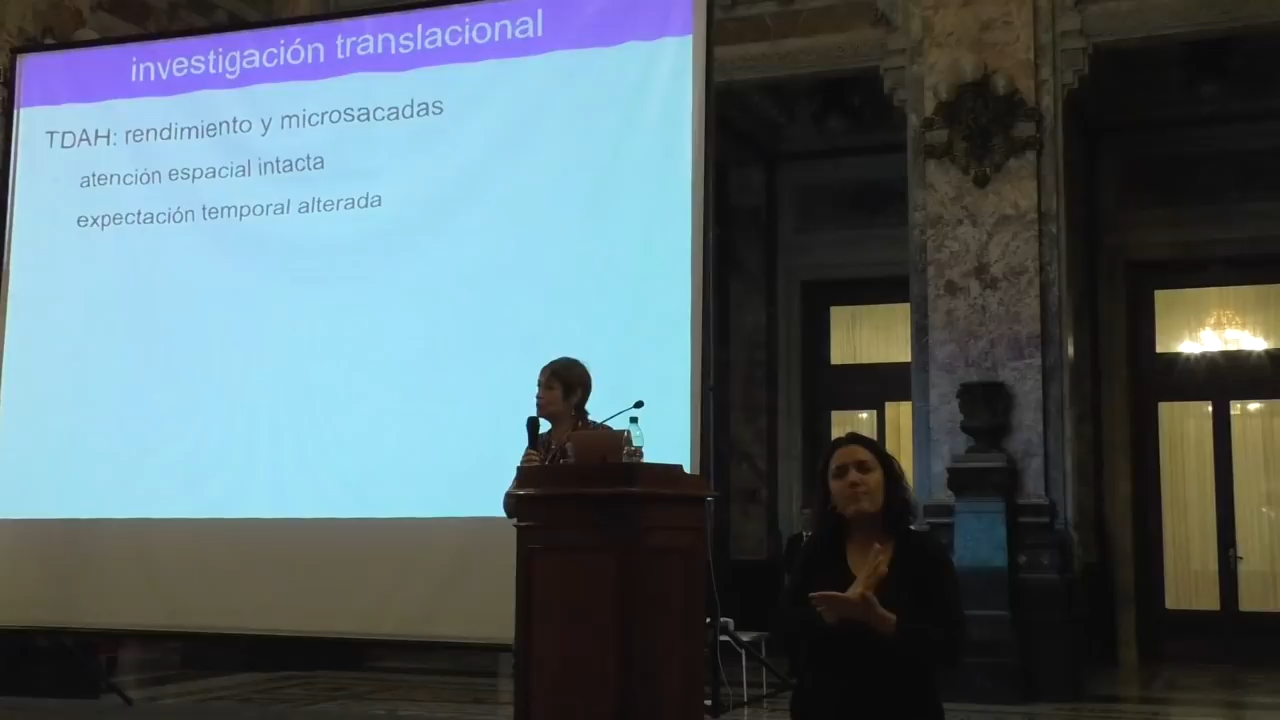 investigación translacional
TDAH: rendimiento y microsacadas
atención espacial intacta
expectación temporal alterada